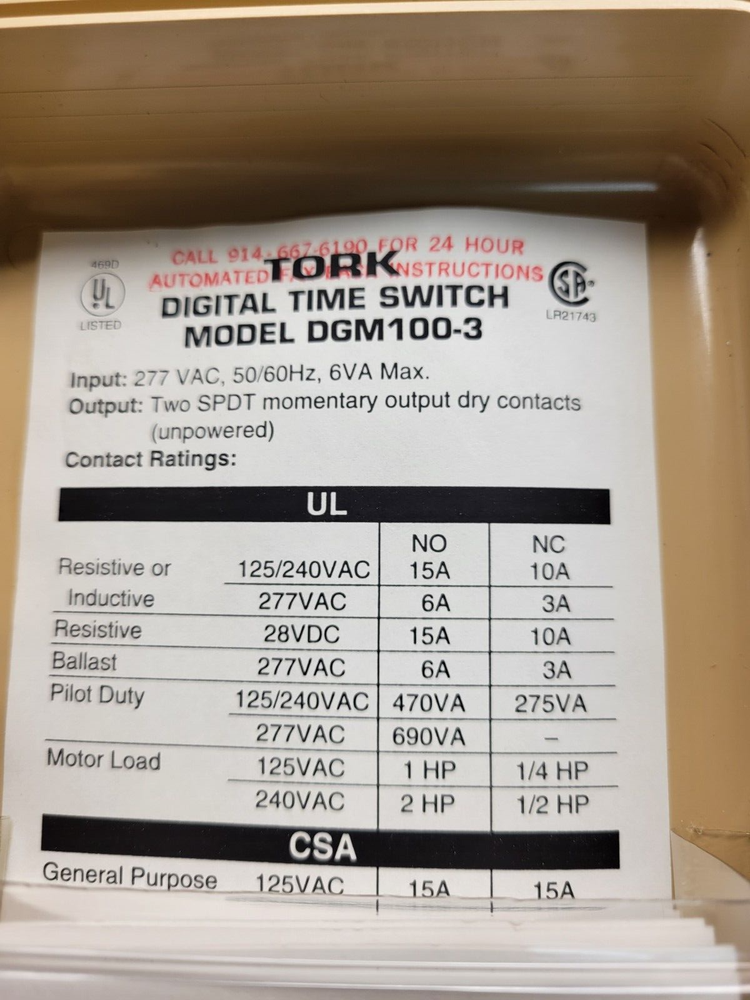 CALL 914-667-6190 FOR 24 HOUR
AUTOMATED FAX BACK INSTRUCTIONS
469D
UL
LISTED
TORK
SA
LR21743
DIGITAL TIME SWITCH
MODEL DGM100-3
Input: 277 VAC, 50/60Hz, 6VA Max.
Output: Two SPDT momentary output dry contacts
(unpowered)
Contact Ratings:
UL
NO NC
Resistive or 125/240VAC 15A 10A
Inductive 277VAC 6A 3A
Resistive 28VDC 15A 10A
Ballast 277VAC 6A 3A
Pilot Duty 125/240VAC 470VA 275VA
277VAC 690VA –
Motor Load 125VAC 1 HP 1/4 HP
240VAC 2 HP 1/2 HP
CSA
General Purpose 125VAC 15A 15A